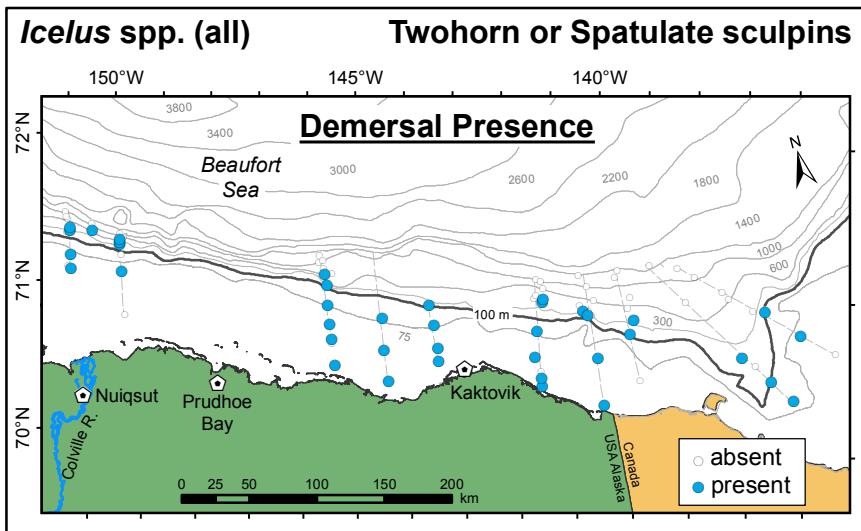 Icelus spp. (all)
Twohorn or Spatulate sculpins
150°W
145°W
140°W
Demersal Presence
72°N
71°N
70°N
Beaufort
Sea
N
3800
3400
3000
2600
2200
1800
1400
1000
600
300
100 m
75
Nuiqsut
Prudhoe
Bay
Kaktovik
Colville R.
USA Alaska
Canada
absent
present
0 25 50 100 150 200
km